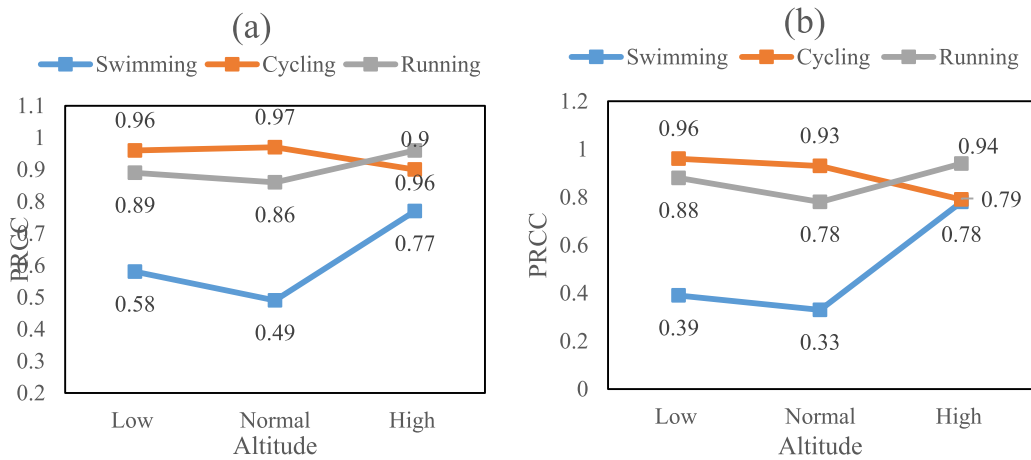 (a)
Swimming Cycling Running
1.1
1
0.9
0.8
0.7
0.6
0.5
0.4
0.3
0.2
PRCC
0.96 0.97 0.9
0.89 0.86 0.96
0.58 0.49 0.77
Low Normal High
Altitude
(b)
Swimming Cycling Running
1.2
1
0.8
0.6
0.4
0.2
0
PRCC
0.96 0.93 0.94
0.88 0.78 0.79
0.39 0.33 0.78
Low Normal High
Altitude